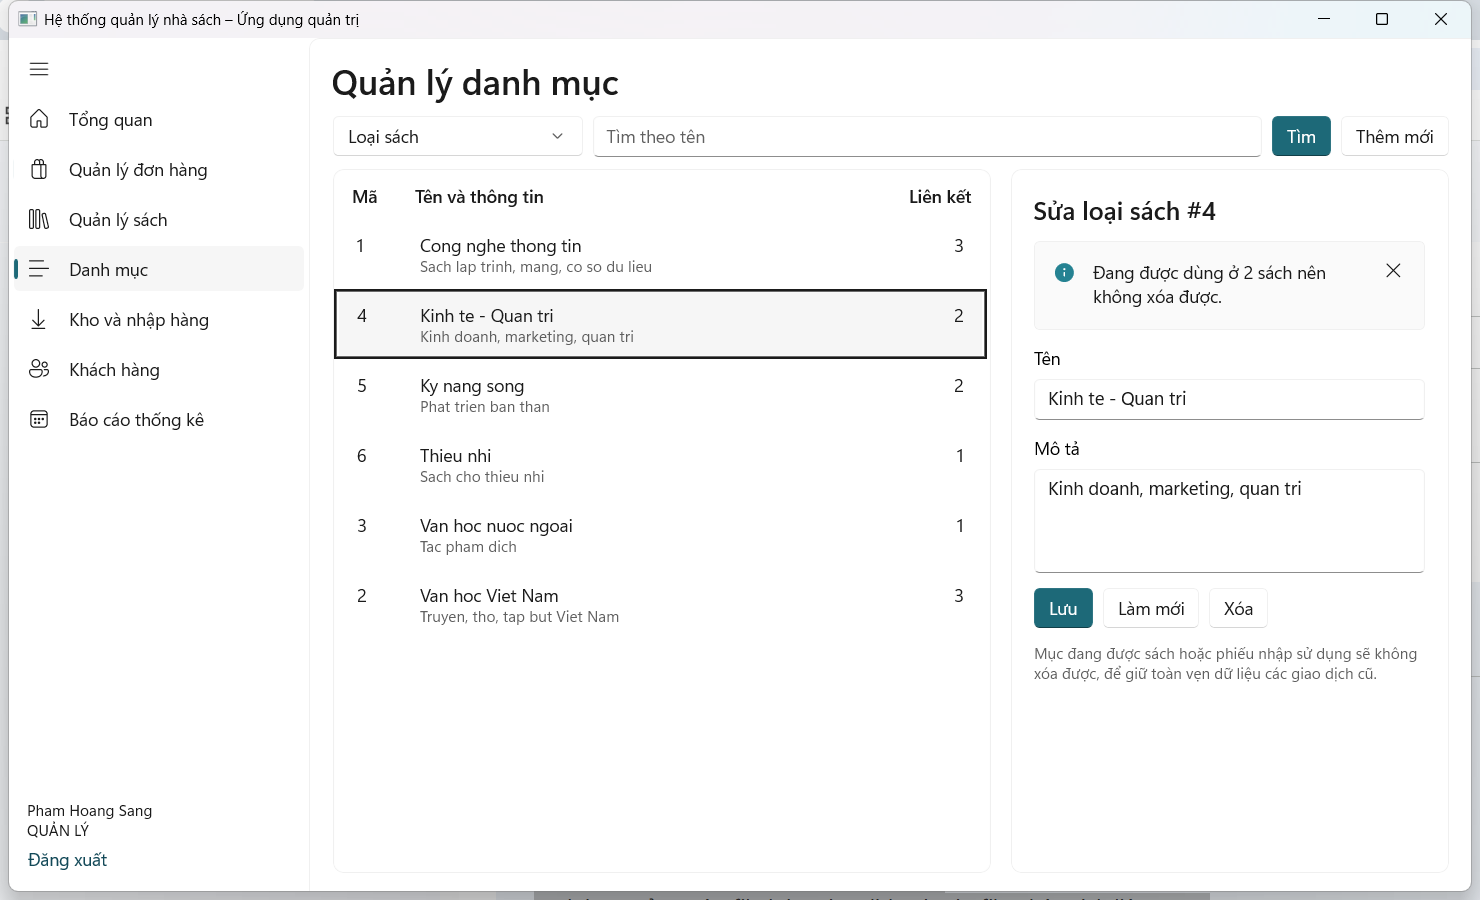 Hệ thống quản lý nhà sách – Ứng dụng quản trị
Tổng quan
Quản lý đơn hàng
Quản lý sách
Danh mục
Kho và nhập hàng
Khách hàng
Báo cáo thống kê
Pham Hoang Sang
QUẢN LÝ
Đăng xuất
Quản lý danh mục
Loại sách
Tìm theo tên
Tìm
Thêm mới
Mã Tên và thông tin Liên kết
1 Cong nghe thong tin 3
Sach lap trinh, mang, co so du lieu
4 Kinh te - Quan tri 2
Kinh doanh, marketing, quan tri
5 Ky nang song 2
Phat trien ban than
6 Thieu nhi 1
Sach cho thieu nhi
3 Van hoc nuoc ngoai 1
Tac pham dich
2 Van hoc Viet Nam 3
Truyen, tho, tap but Viet Nam
Sửa loại sách #4
Đang được dùng ở 2 sách nên
không xóa được.
Tên
Kinh te - Quan tri
Mô tả
Kinh doanh, marketing, quan tri
Lưu
Làm mới
Xóa
Mục đang được sách hoặc phiếu nhập sử dụng sẽ không
xóa được, để giữ toàn vẹn dữ liệu các giao dịch cũ.